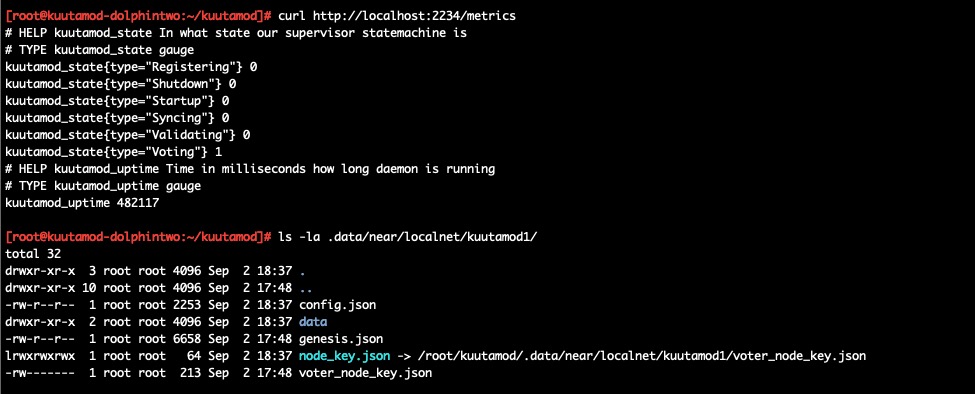 [root@kuutamod-dolphintwo:~/kuutamod]# curl http://localhost:2234/metrics
# HELP kuutamod_state In what state our supervisor statemachine is
# TYPE kuutamod_state gauge
kuutamod_state{type="Registering"} 0
kuutamod_state{type="Shutdown"} 0
kuutamod_state{type="Startup"} 0
kuutamod_state{type="Syncing"} 0
kuutamod_state{type="Validating"} 0
kuutamod_state{type="Voting"} 1
# HELP kuutamod_uptime Time in milliseconds how long daemon is running
# TYPE kuutamod_uptime gauge
kuutamod_uptime 482117
[root@kuutamod-dolphintwo:~/kuutamod]# ls -la .data/near/localnet/kuutamod1/
total 32
drwxr-xr-x  3 root root 4096 Sep  2 18:37 .
drwxr-xr-x 10 root root 4096 Sep  2 17:48 ..
-rw-r--r--  1 root root 2253 Sep  2 18:37 config.json
drwxr-xr-x  2 root root 4096 Sep  2 18:37 data
-rw-r--r--  1 root root 6658 Sep  2 17:48 genesis.json
lrwxrwxrwx  1 root root   64 Sep  2 18:37 node_key.json -> /root/kuutamod/.data/near/localnet/kuutamod1/voter_node_key.json
-rw-------  1 root root  213 Sep  2 17:48 voter_node_key.json